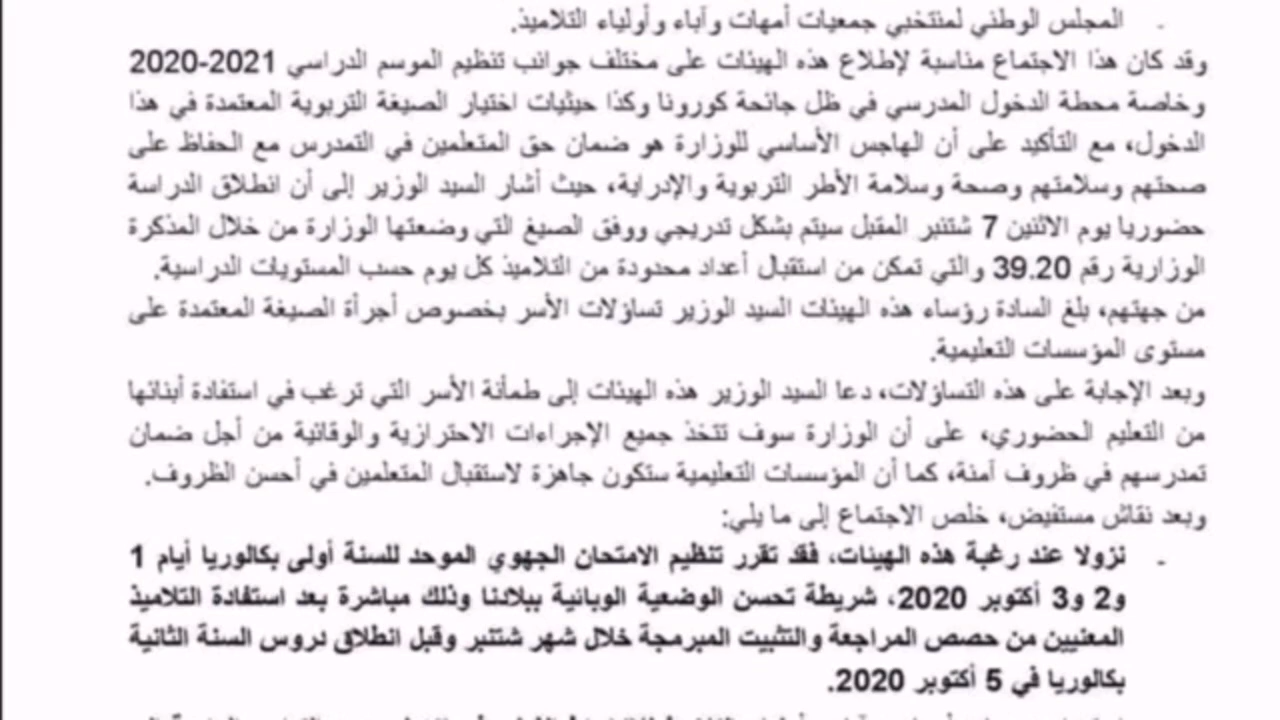 - المجلس الوطني لمنتخبي جمعيات أمهات وآباء وأولياء التلاميذ.
وقد كان هذا الاجتماع مناسبة لإطلاع هذه الهيئات على مختلف جوانب تنظيم الموسم الدراسي 2021-2020
وخاصة محطة الدخول المدرسي في ظل جائحة كورونا وكذا حيثيات اختيار الصيغة التربوية المعتمدة في هذا
الدخول، مع التأكيد على أن الهاجس الأساسي للوزارة هو ضمان حق المتعلمين في التمدرس مع الحفاظ على
صحتهم وسلامتهم وصحة وسلامة الأطر التربوية والإدراية، حيث أشار السيد الوزير إلى أن انطلاق الدراسة
حضوريا يوم الاثنين 7 شتنبر المقبل سيتم بشكل تدريجي ووفق الصيغ التي وضعتها الوزارة من خلال المذكرة
الوزارية رقم 39.20 والتي تمكن من استقبال أعداد محدودة من التلاميذ كل يوم حسب المستويات الدراسية.
من جهتهم، بلغ السادة رؤساء هذه الهيئات السيد الوزير تساؤلات الأسر بخصوص أجرأة الصيغة المعتمدة على
مستوى المؤسسات التعليمية.
وبعد الإجابة على هذه التساؤلات، دعا السيد الوزير هذه الهيئات إلى طمأنة الأسر التي ترغب في استفادة أبنائها
من التعليم الحضوري، على أن الوزارة سوف تتخذ جميع الإجراءات الاحترازية والوقائية من أجل ضمان
تمدرسهم في ظروف آمنة، كما أن المؤسسات التعليمية ستكون جاهزة لاستقبال المتعلمين في أحسن الظروف.
وبعد نقاش مستفيض، خلص الاجتماع إلى ما يلي:
- نزولا عند رغبة هذه الهيئات، فقد تقرر تنظيم الامتحان الجهوي الموحد للسنة أولى بكالوريا أيام 1
و2 و3 أكتوبر 2020، شريطة تحسن الوضعية الوبائية ببلادنا وذلك مباشرة بعد استفادة التلاميذ
المعنيين من حصص المراجعة والتثبيت المبرمجة خلال شهر شتنبر وقبل انطلاق دروس السنة الثانية
بكالوريا في 5 أكتوبر 2020.